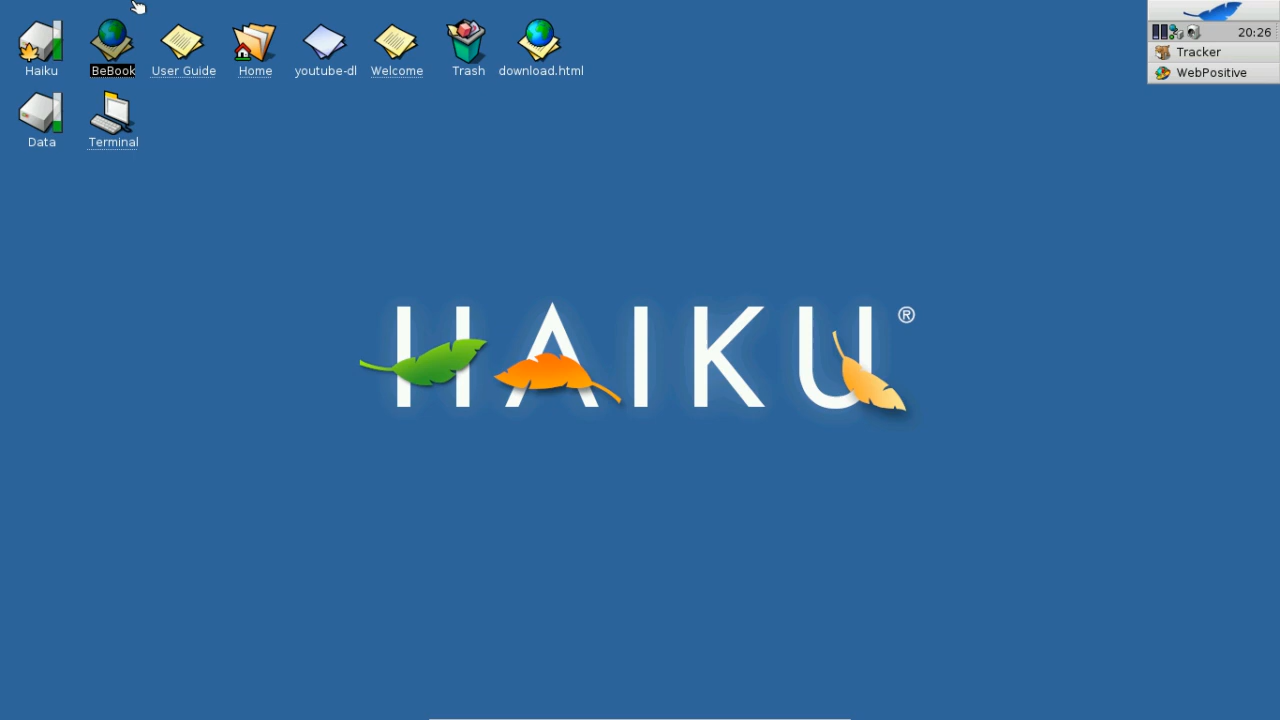 20:26
Tracker
WebPositive
Haiku
BeBook
User Guide
Home
youtube-dl
Welcome
Trash
download.html
Data
Terminal
HAIKU®